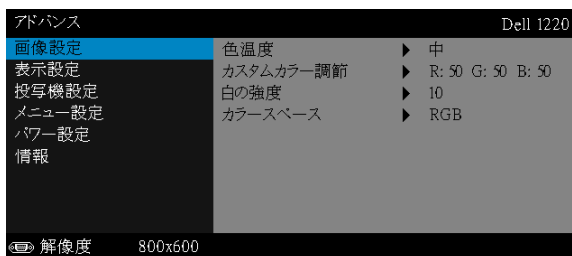 アドバンス Dell 1220
画像設定 色温度 中
表示設定 カスタムカラー調節 R: 50 G: 50 B: 50
投写機設定 白の強度 10
メニュー設定 カラースペース RGB
パワー設定
情報
解像度 800x600